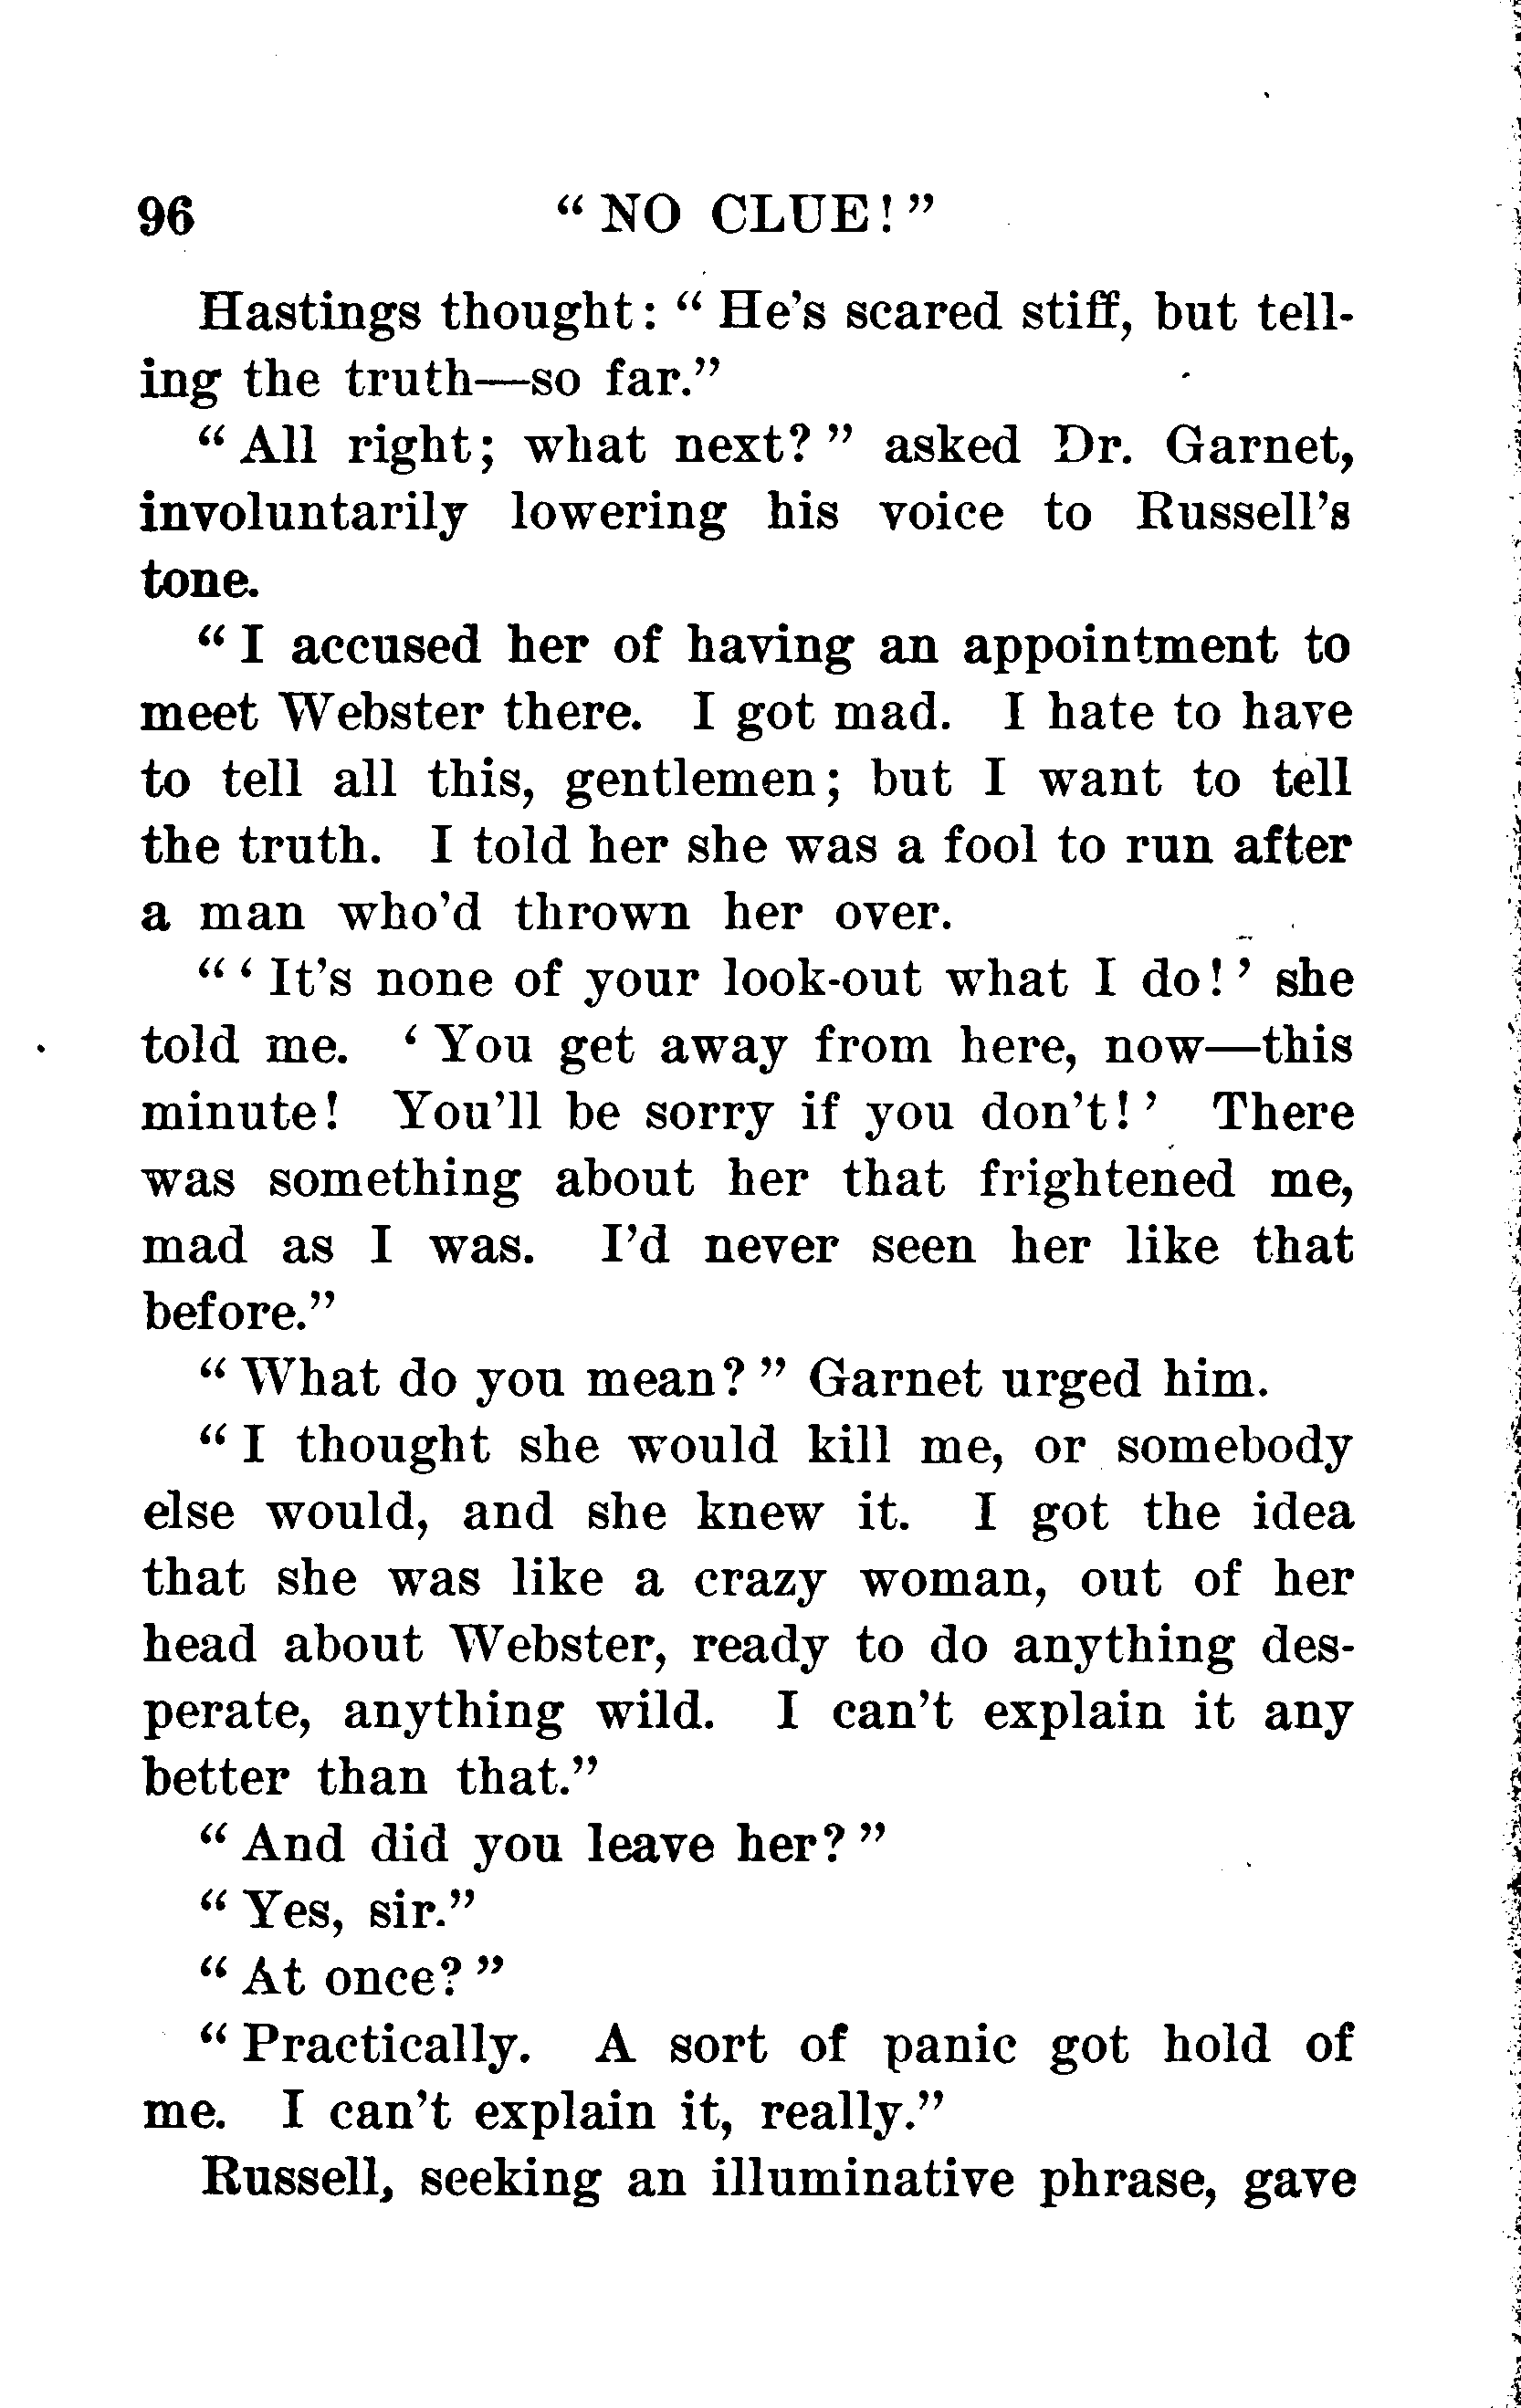 96 “ NO CLUE! ”
Hastings thought: “ He’s scared stiff, but tell-
ing the truth—so far.”
“ All right; what next? ” asked Dr. Garnet,
involuntarily lowering his voice to Russell’s
tone.
“ I accused her of having an appointment to
meet Webster there. I got mad. I hate to have
to tell all this, gentlemen; but I want to tell
the truth. I told her she was a fool to run after
a man who’d thrown her over.
“ ‘ It’s none of your look-out what I do! ’ she
told me. ‘ You get away from here, now—this
minute! You’ll be sorry if you don’t! ’ There
was something about her that frightened me,
mad as I was. I’d never seen her like that
before.”
“ What do you mean? ” Garnet urged him.
“ I thought she would kill me, or somebody
else would, and she knew it. I got the idea
that she was like a crazy woman, out of her
head about Webster, ready to do anything des-
perate, anything wild. I can’t explain it any
better than that.”
“ And did you leave her? ”
“ Yes, sir.”
“ At once? ”
“ Practically. A sort of panic got hold of
me. I can’t explain it, really.”
Russell, seeking an illuminative phrase, gave